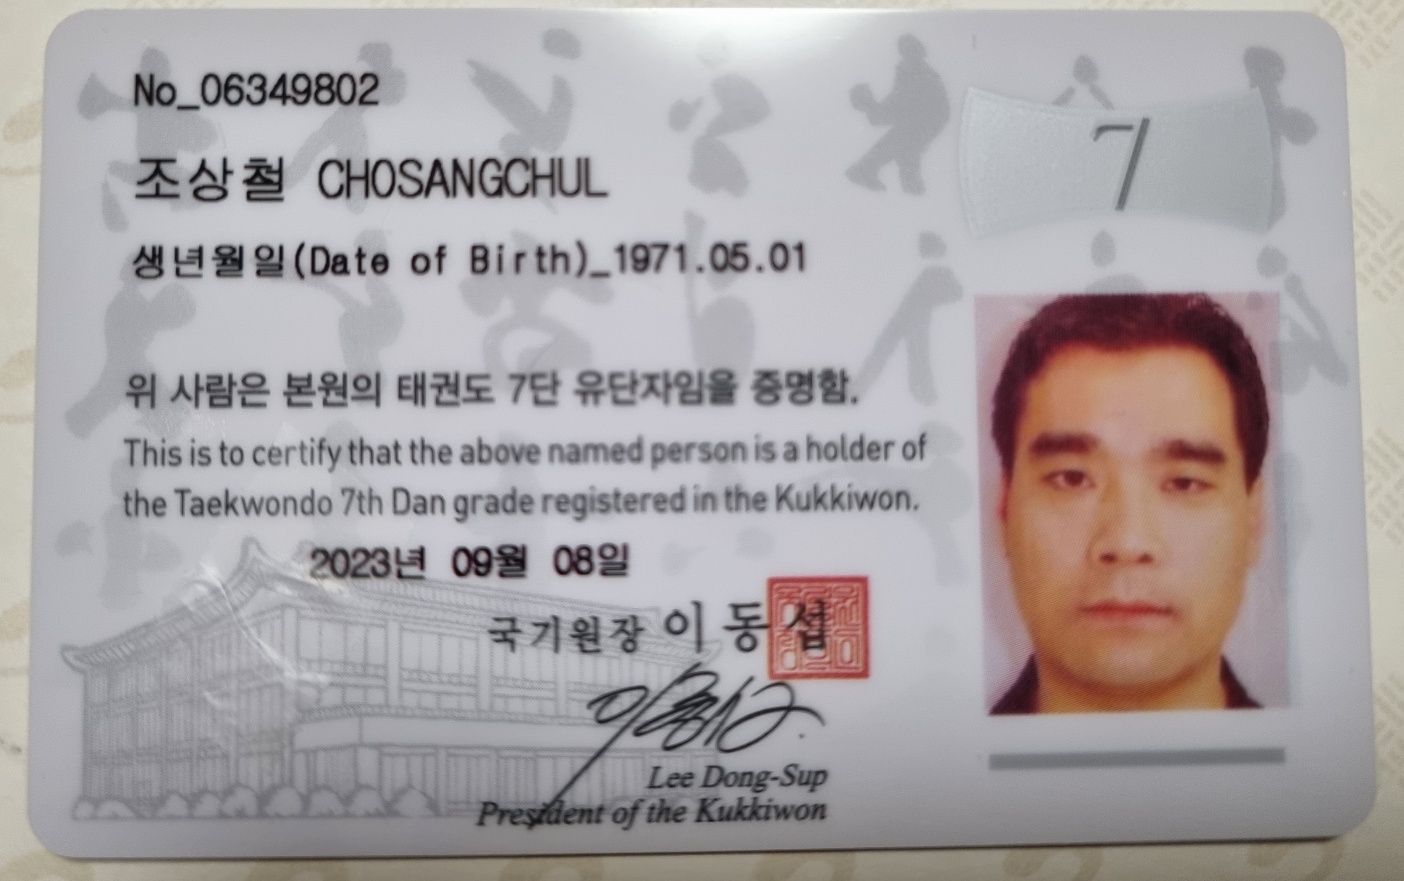 No_06349802
7
조상철 CHOSANGCHUL
생년월일(Date of Birth)_1971.05.01
위 사람은 본원의 태권도 7단 유단자임을 증명함.
This is to certify that the above named person is a holder of
the Taekwondo 7th Dan grade registered in the Kukkiwon.
2023년 09월 08일
국기원장 이동섭
Lee Dong-Sup
President of the Kukkiwon